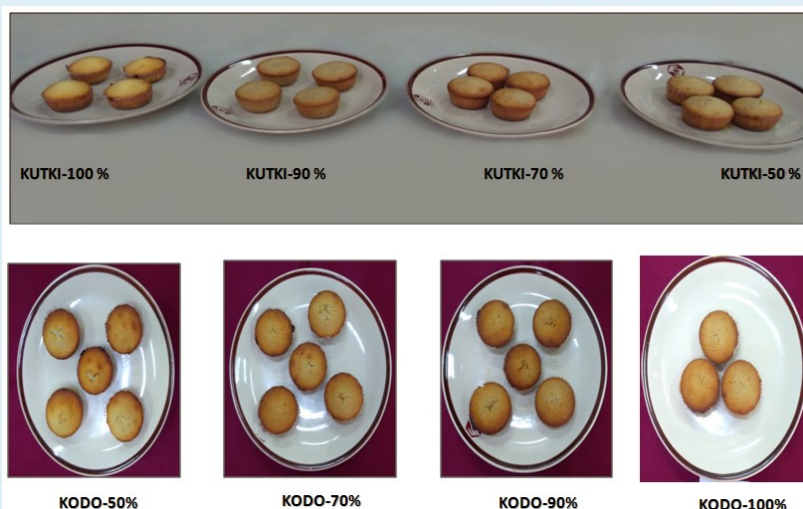 KUTKI-100 %
KUTKI-90 %
KUTKI-70 %
KUTKI-50 %
KODO-50%
KODO-70%
KODO-90%
KODO-100%